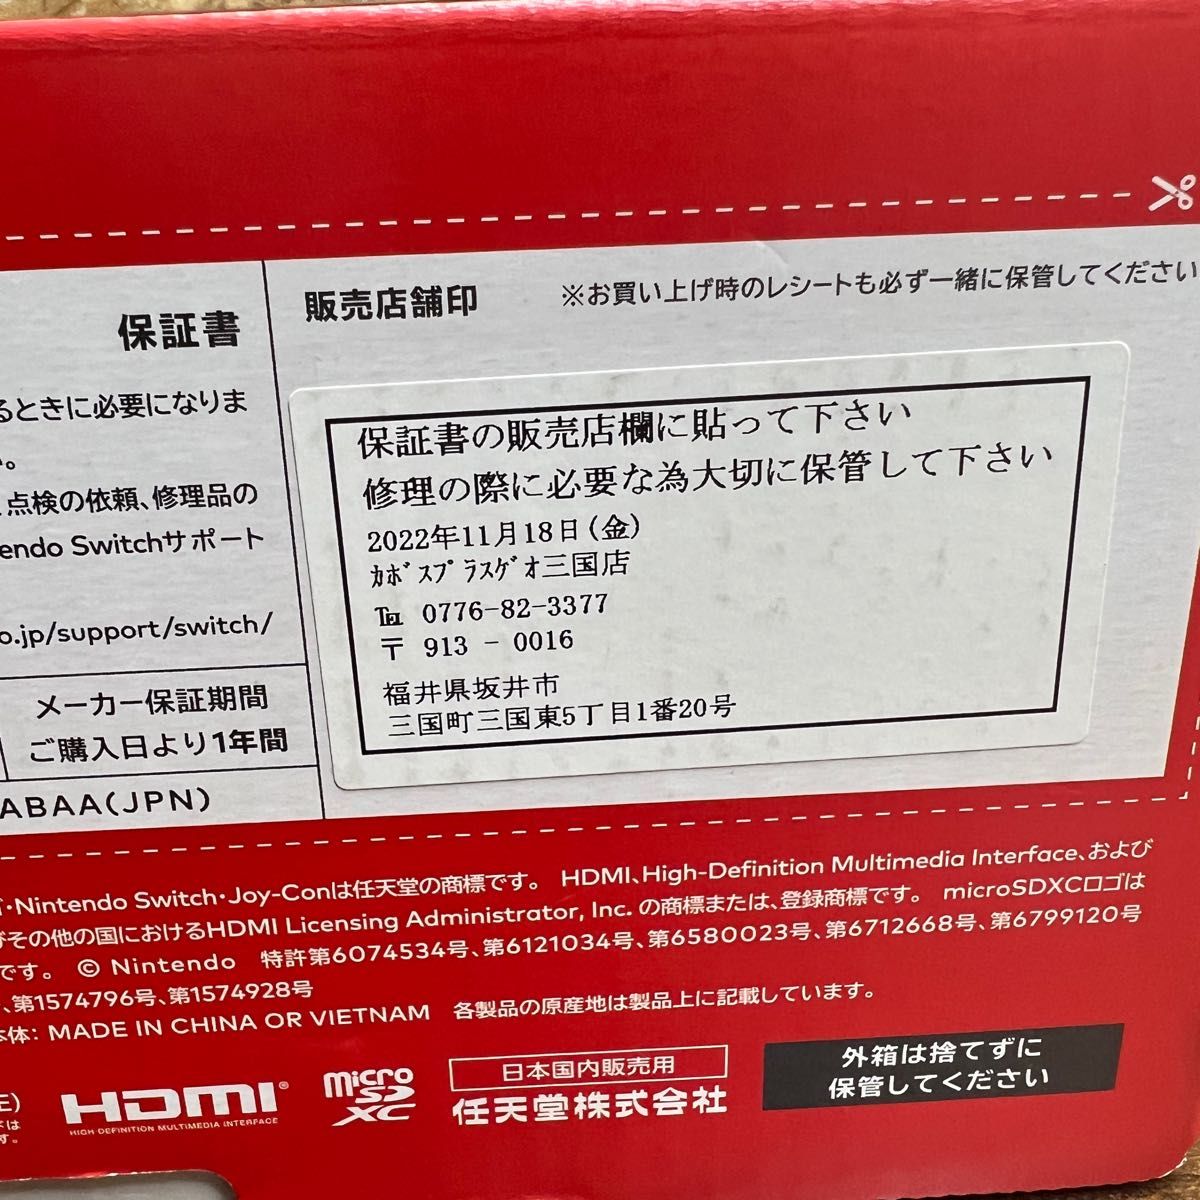 保証書
るときに必要になりま
い。
点検の依頼、修理品の
endo Switchサポート
o.jp/support/switch/
メーカー保証期間
ご購入日より1年間
ABAA(JPN)
販売店舗印
※お買い上げ時のレシートも必ず一緒に保管してください
保証書の販売店欄に貼って下さい
修理の際に必要な為大切に保管して下さい
2022年11月18日(金)
ｶﾎﾞｽﾌﾟﾗｽｹﾞｵ三国店
℡ 0776-82-3377
〒 913 - 0016
福井県坂井市
三国町三国東5丁目1番20号
・Nintendo Switch・Joy-Conは任天堂の商標です。 HDMI、High-Definition Multimedia Interface、および
びその他の国におけるHDMI Licensing Administrator, Inc. の商標または、登録商標です。 microSDXCロゴは
です。 © Nintendo 特許第6074534号、第6121034号、第6580023号、第6712668号、第6799120号
、第1574796号、第1574928号
本体: MADE IN CHINA OR VIETNAM 各製品の原産地は製品上に記載しています。
HDMI®
HIGH-DEFINITION MULTIMEDIA INTERFACE
micro
SD
XC
日本国内販売用
任天堂株式会社
外箱は捨てずに
保管してください